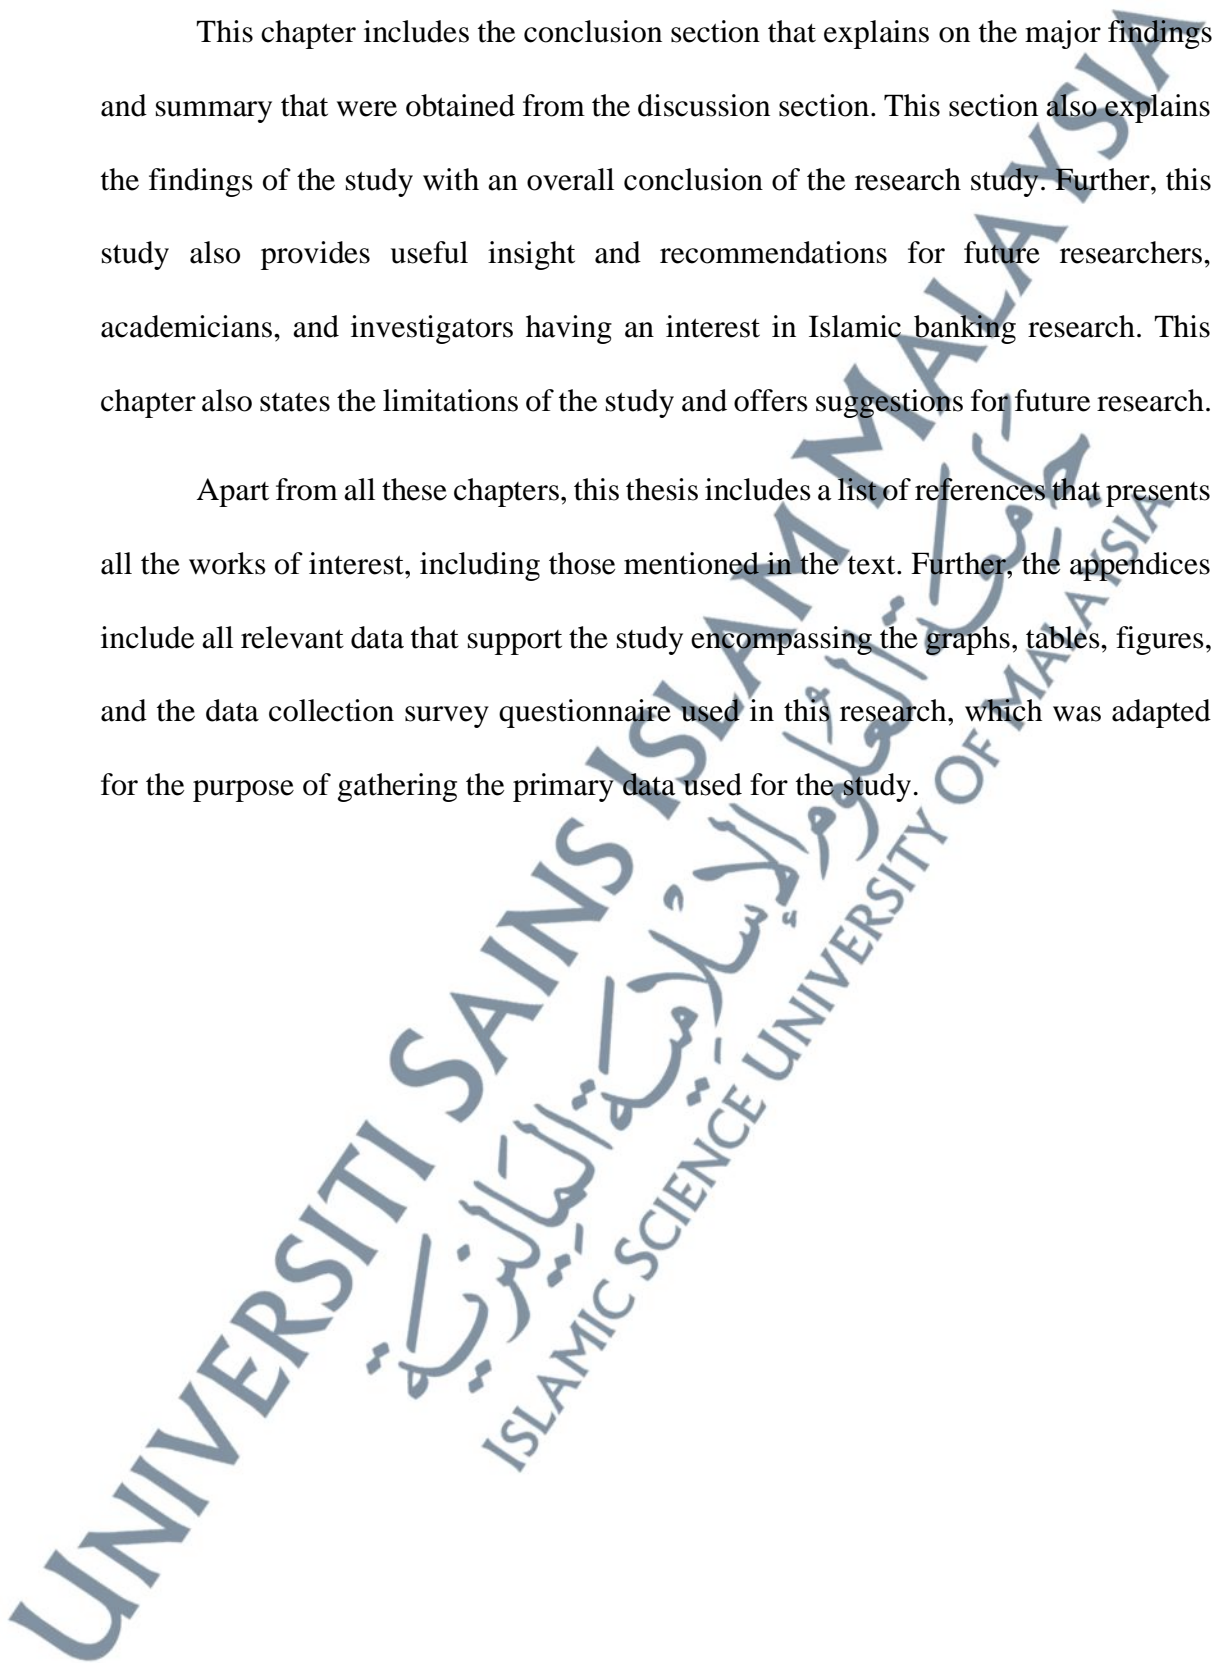 This chapter includes the conclusion section that explains on the major findings
and summary that were obtained from the discussion section. This section also explains
the findings of the study with an overall conclusion of the research study. Further, this
study also provides useful insight and recommendations for future researchers,
academicians, and investigators having an interest in Islamic banking research. This
chapter also states the limitations of the study and offers suggestions for future research.
Apart from all these chapters, this thesis includes a list of references that presents
all the works of interest, including those mentioned in the text. Further, the appendices
include all relevant data that support the study encompassing the graphs, tables, figures,
and the data collection survey questionnaire used in this research, which was adapted
for the purpose of gathering the primary data used for the study.
UNIVERSITI SAINS ISLAM MALAYSIA
جامعة العلوم الإسلامية الماليزية
ISLAMIC SCIENCE UNIVERSITY OF MALAYSIA